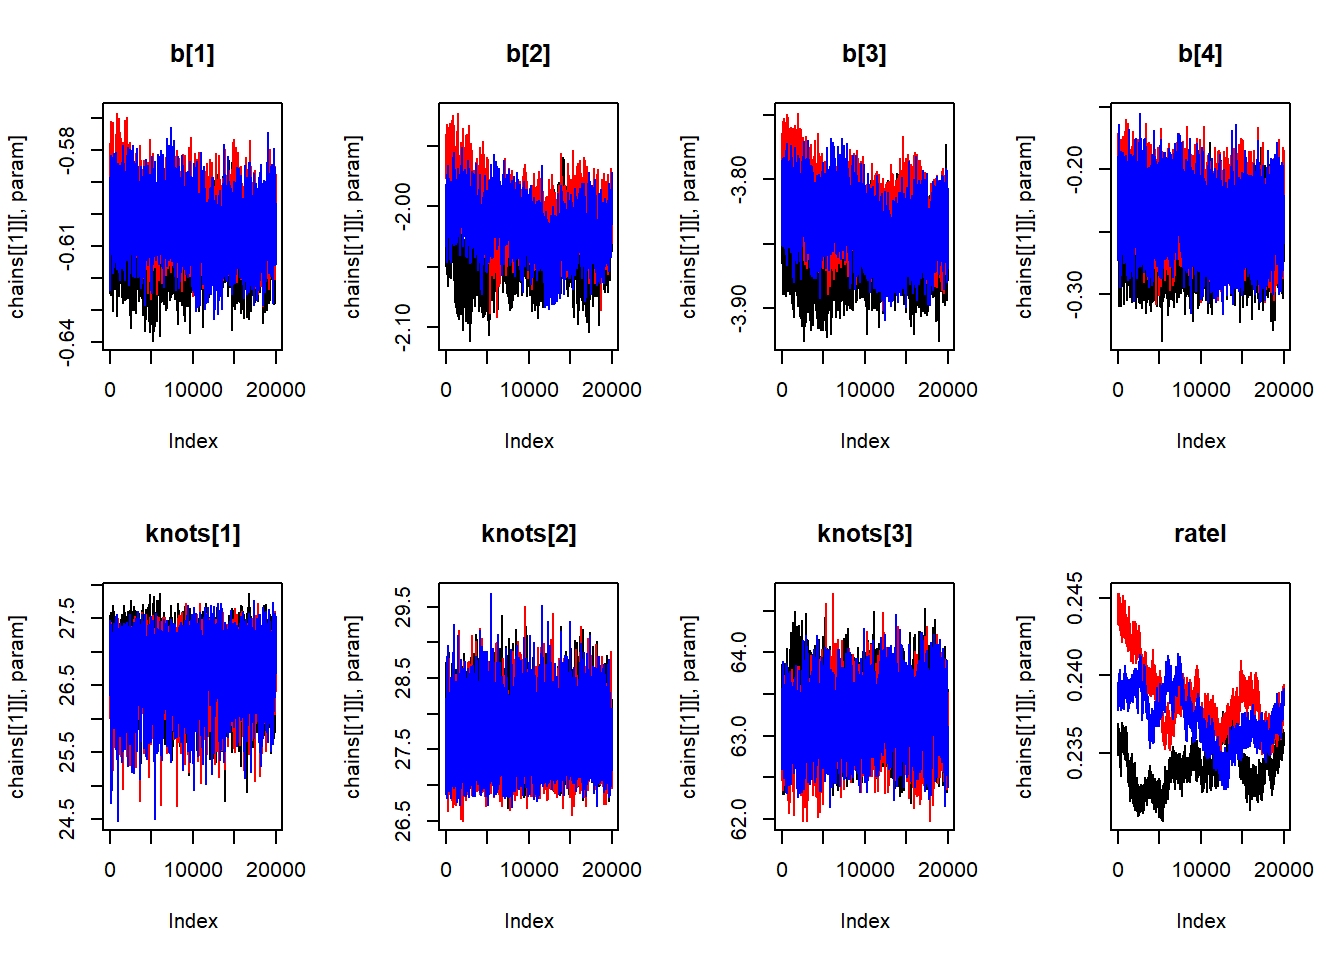 b[1] b[2] b[3] b[4]
chains[[1]][, param] chains[[1]][, param] chains[[1]][, param] chains[[1]][, param]
-0.58 -0.61 -0.64
-2.00 -2.10
-3.80 -3.90
-0.20 -0.30
0 10000 20000 0 10000 20000 0 10000 20000 0 10000 20000
Index Index Index Index
knots[1] knots[2] knots[3] ratel
chains[[1]][, param] chains[[1]][, param] chains[[1]][, param] chains[[1]][, param]
27.5 26.5 25.5 24.5
29.5 28.5 27.5 26.5
64.0 63.0 62.0
0.245 0.240 0.235
0 10000 20000 0 10000 20000 0 10000 20000 0 10000 20000
Index Index Index Index